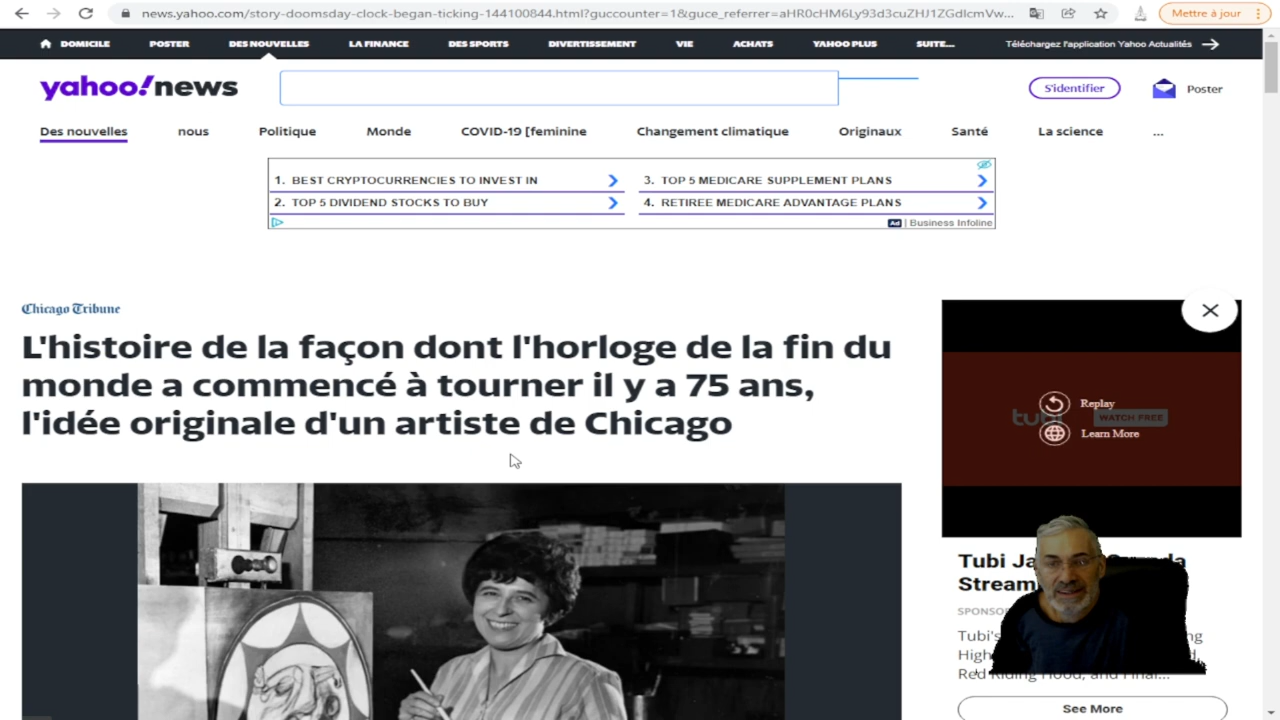 news.yahoo.com/story-doomsday-clock-began-ticking-144100844.html?guccounter=1&guce_referrer=aHR0cHM6Ly93d3cuZHJ1ZGdlcmVw...
Mettre à jour
DOMICILE POSTER DES NOUVELLES LA FINANCE DES SPORTS DIVERTISSEMENT VIE ACHATS YAHOO PLUS SUITE... Téléchargez l'application Yahoo Actualités
yahoo!news
S'identifier
Poster
Des nouvelles nous Politique Monde COVID-19 [feminine Changement climatique Originaux Santé La science ...
1. BEST CRYPTOCURRENCIES TO INVEST IN
2. TOP 5 DIVIDEND STOCKS TO BUY
3. TOP 5 MEDICARE SUPPLEMENT PLANS
4. RETIREE MEDICARE ADVANTAGE PLANS
Ad | Business Infoline
Chicago Tribune
L'histoire de la façon dont l'horloge de la fin du
monde a commencé à tourner il y a 75 ans,
l'idée originale d'un artiste de Chicago
Replay
tubi WATCH FREE
Learn More
Tubi
Tubi's
Red Riding Hood, and Final...
See More